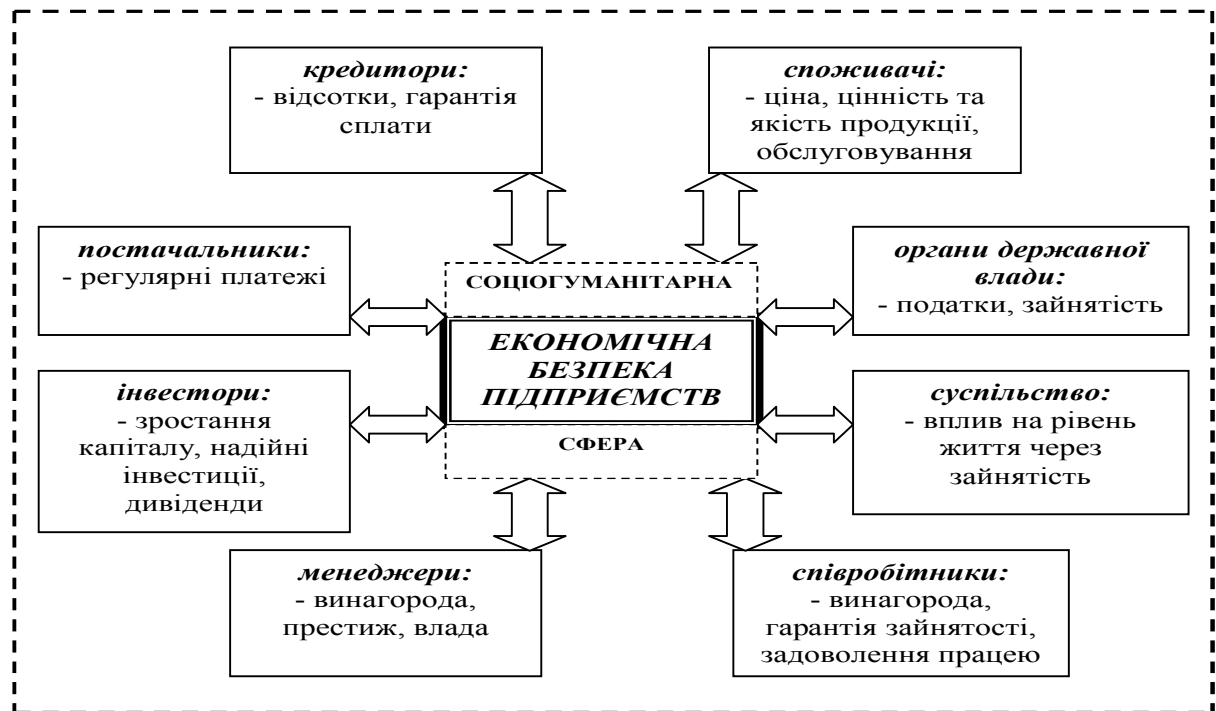 кредитори:
- відсотки, гарантія
сплати
споживачі:
- ціна, цінність та
якість продукції,
обслуговування
постачальники:
- регулярні платежі
органи державної
влади:
- податки, зайнятість
СОЦІОГУМАНІТАРНА
ЕКОНОМІЧНА
БЕЗПЕКА
ПІДПРИЄМСТВ
СФЕРА
інвестори:
- зростання
капіталу, надійні
інвестиції,
дивіденди
суспільство:
- вплив на рівень
життя через
зайнятість
менеджери:
- винагорода,
престиж, влада
співробітники:
- винагорода,
гарантія зайнятості,
задоволення працею